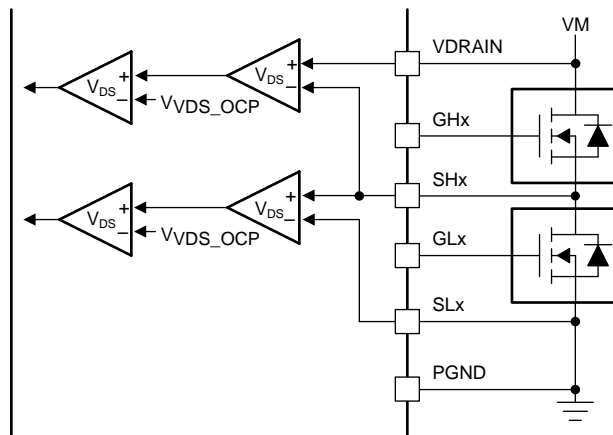 VM
VDRAIN
+
VDS
−
+
VDS
−
VVDS_OCP
GHx
SHx
+
VDS
−
+
VDS
−
VVDS_OCP
GLx
SLx
PGND